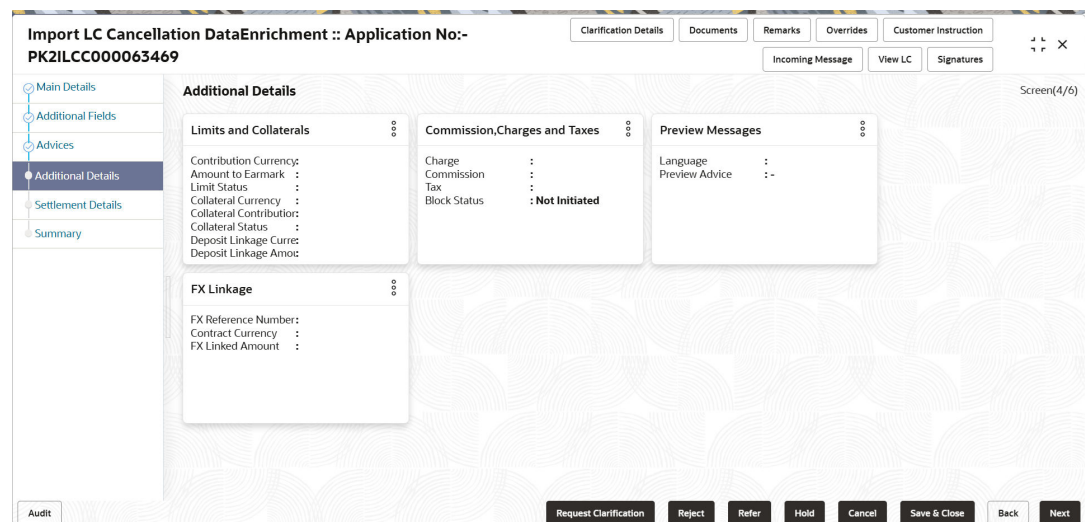 Import LC Cancellation DataEnrichment :: Application No:-
PK2ILCC000063469
Clarification Details
Documents
Remarks
Overrides
Customer Instruction
Incoming Message
View LC
Signatures
Main Details
Additional Fields
Advices
Additional Details
Settlement Details
Summary
Additional Details
Screen(4/6)
Limits and Collaterals
Contribution Currency:
Amount to Earmark :
Limit Status :
Collateral Currency :
Collateral Contribution:
Collateral Status :
Deposit Linkage Curre:
Deposit Linkage Amou:
Commission,Charges and Taxes
Charge :
Commission :
Tax :
Block Status : Not Initiated
Preview Messages
Language :
Preview Advice : -
FX Linkage
FX Reference Number:
Contract Currency :
FX Linked Amount :
Audit
Request Clarification
Reject
Refer
Hold
Cancel
Save & Close
Back
Next